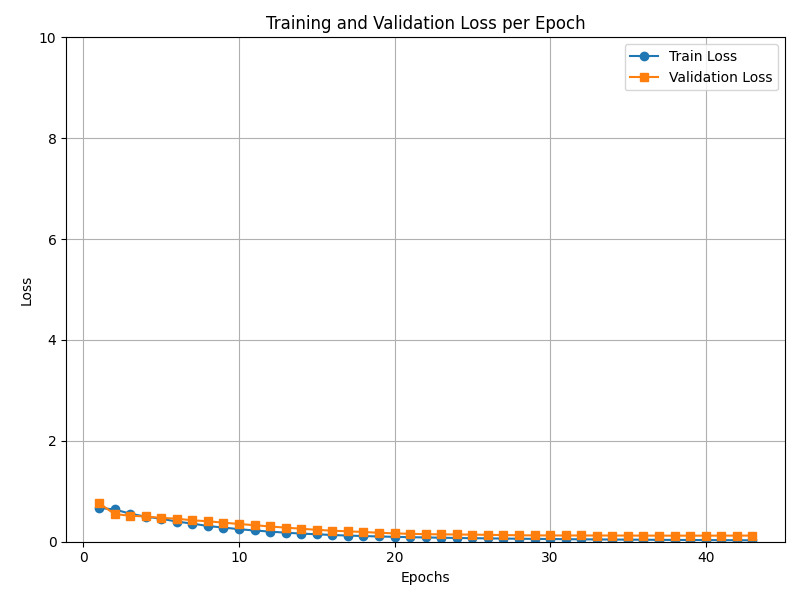 Training and Validation Loss per Epoch
10
8
6
4
2
0
Loss
Train Loss
Validation Loss
0 10 20 30 40
Epochs